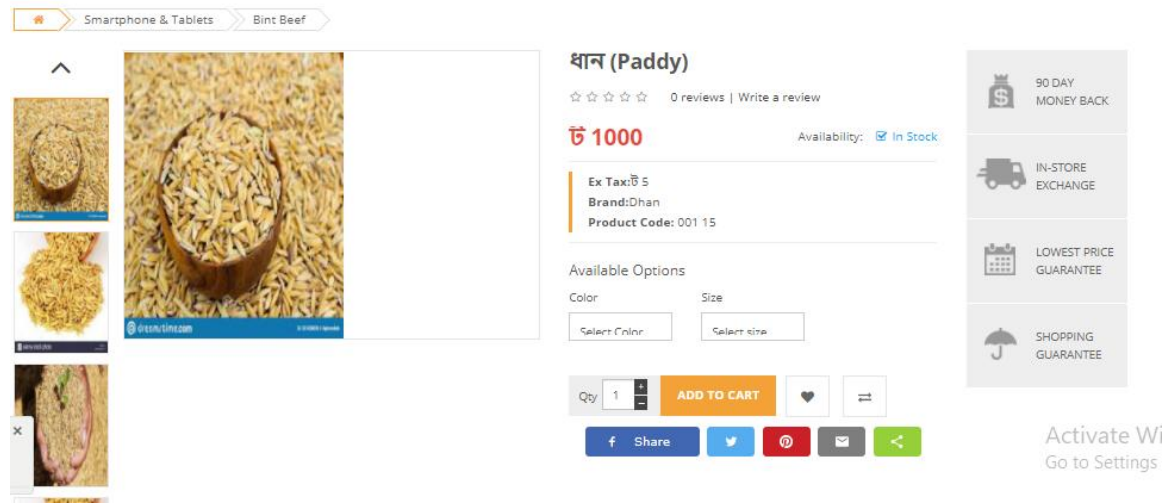 Smartphone & Tablets Bint Beef
ধান (Paddy)
0 reviews | Write a review
ট 1000 Availability: In Stock
Ex Tax:ট 5
Brand:Dhan
Product Code: 001 15
Available Options
Color Size
Select Color Select size
Qty 1 + − ADD TO CART
Share
90 DAY
MONEY BACK
IN-STORE
EXCHANGE
LOWEST PRICE
GUARANTEE
SHOPPING
GUARANTEE
dreamstime.com
Activate Wi
Go to Settings